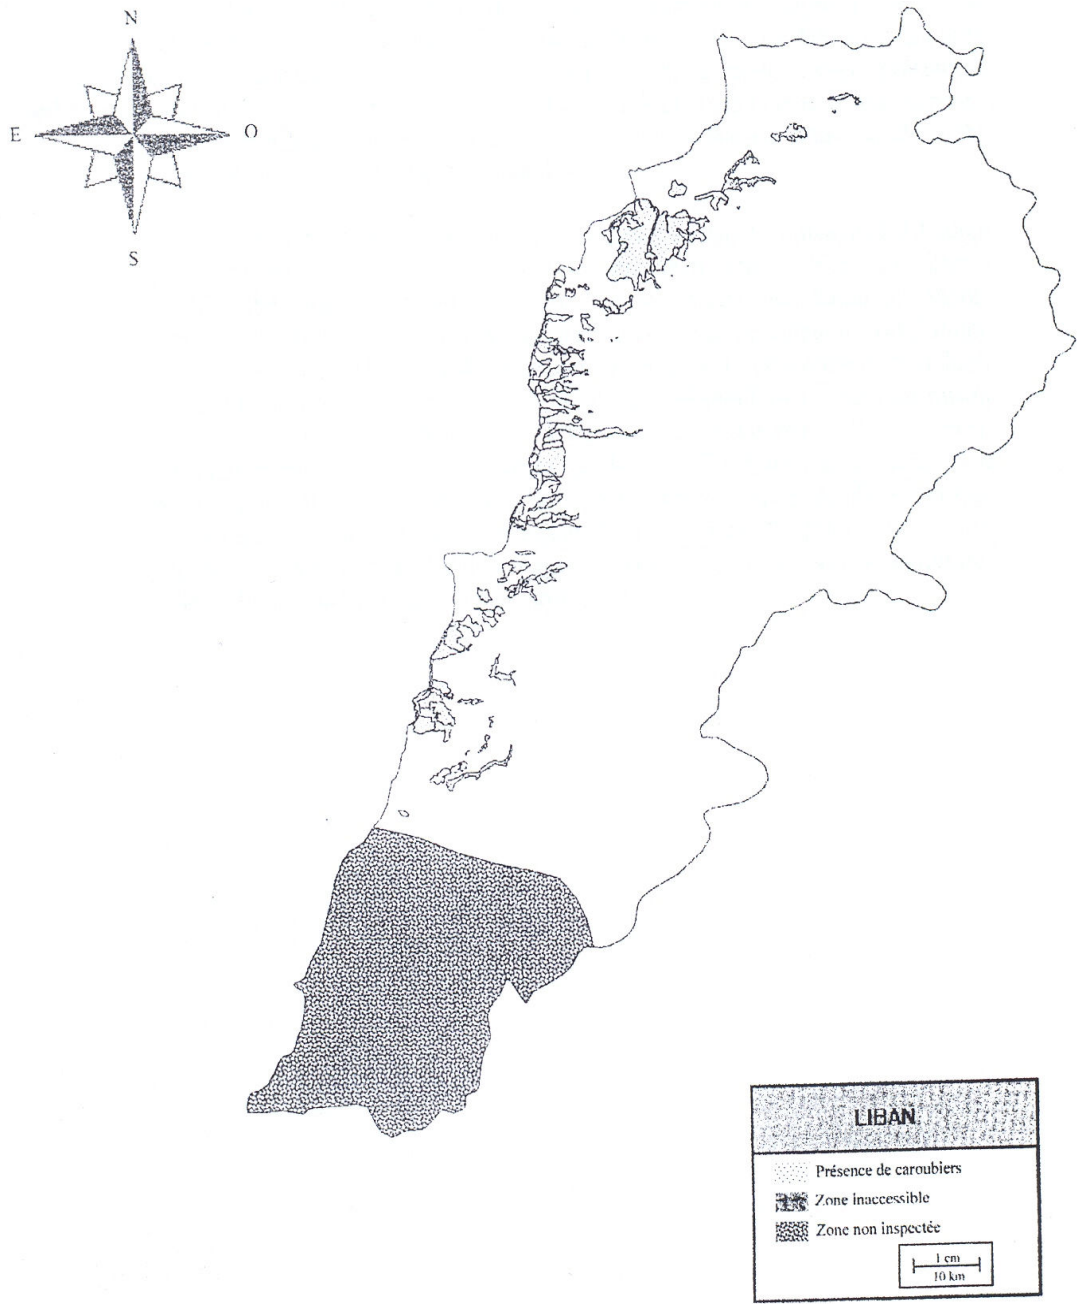 N
E
O
S
LIBAN
Présence de caroubiers
Zone inaccessible
Zone non inspectée
1 cm
10 km